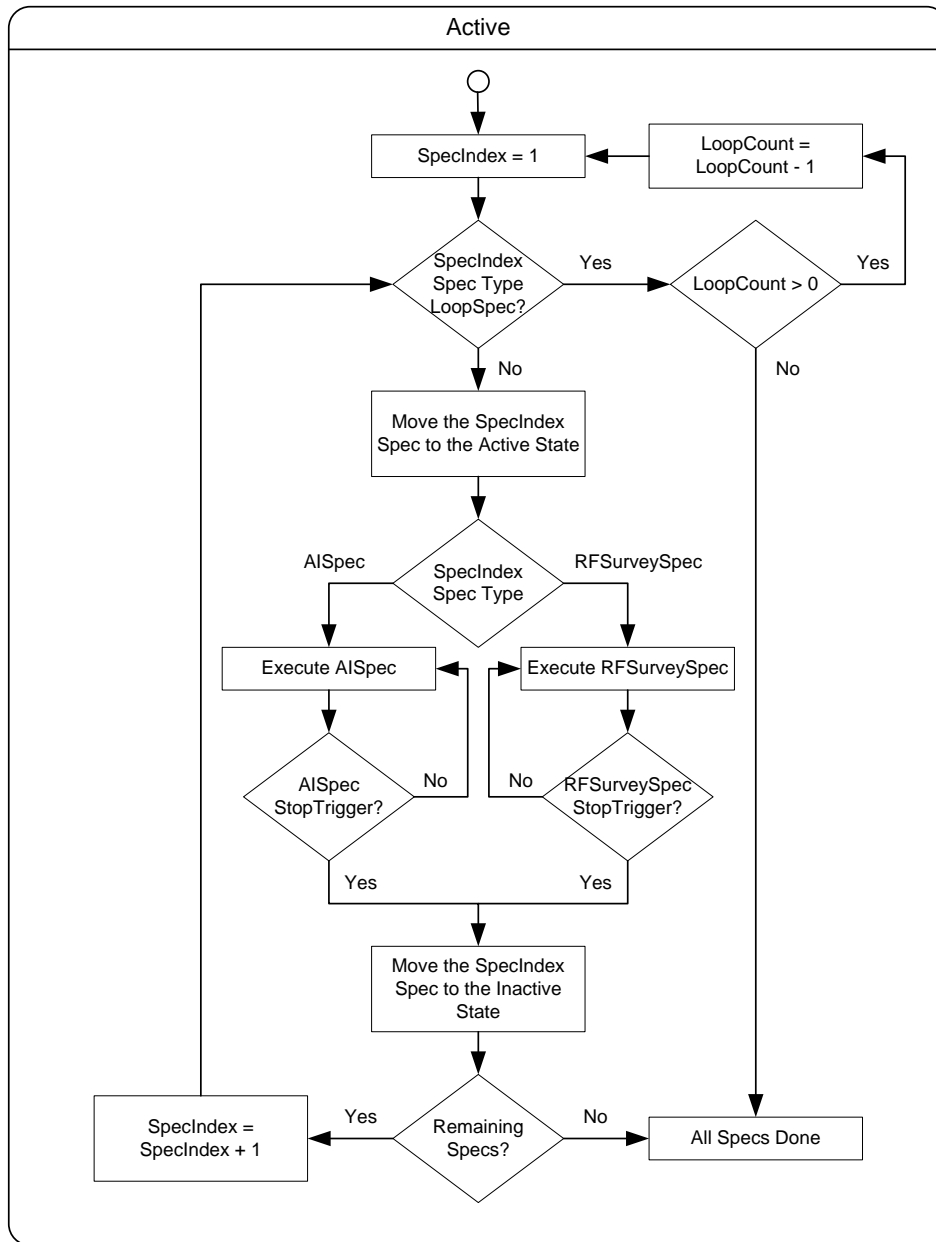 Active
SpecIndex = 1
LoopCount =
LoopCount - 1
SpecIndex
Spec Type
LoopSpec?
Yes
LoopCount > 0
Yes
No
No
Move the SpecIndex
Spec to the Active State
AISpec
SpecIndex
Spec Type
RFSurveySpec
Execute AISpec
Execute RFSurveySpec
AISpec
StopTrigger?
No
No
RFSurveySpec
StopTrigger?
Yes
Yes
Move the SpecIndex
Spec to the Inactive
State
SpecIndex =
SpecIndex + 1
Yes
Remaining
Specs?
No
All Specs Done